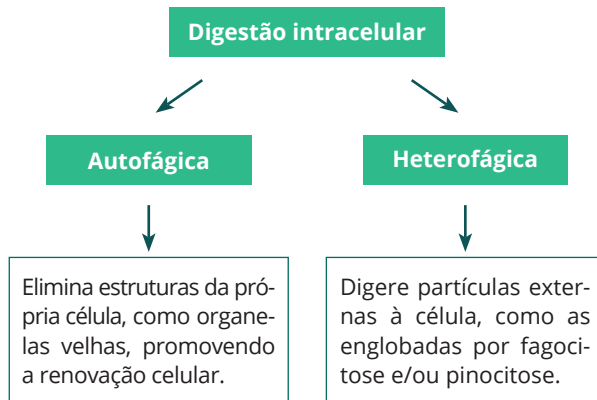 Digestão intracelular
Autofágica
Heterofágica
Elimina estruturas da pró-
pria célula, como organe-
las velhas, promovendo
a renovação celular.
Digere partículas exter-
nas à célula, como as
englobadas por fagoci-
tose e/ou pinocitose.